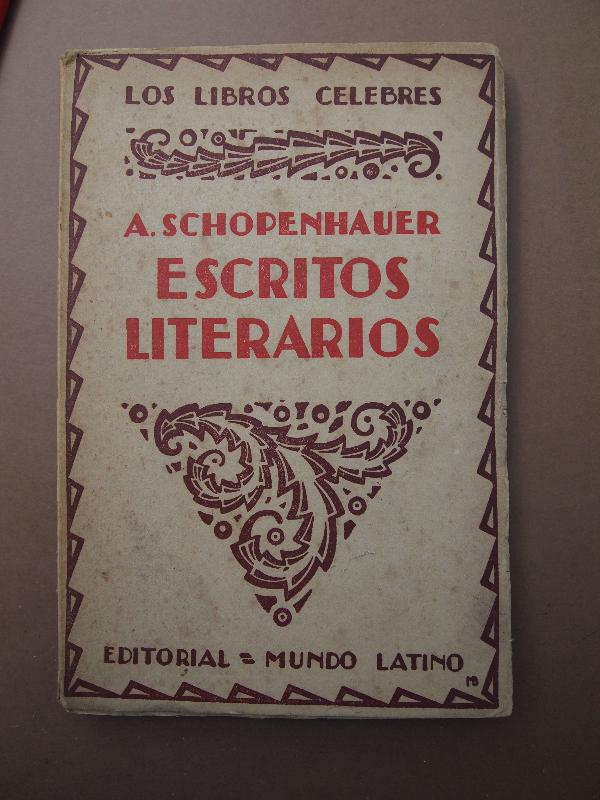 LOS LIBROS CELEBRES
A. SCHOPENHAUER
ESCRITOS
LITERARIOS
EDITORIAL = MUNDO LATINO